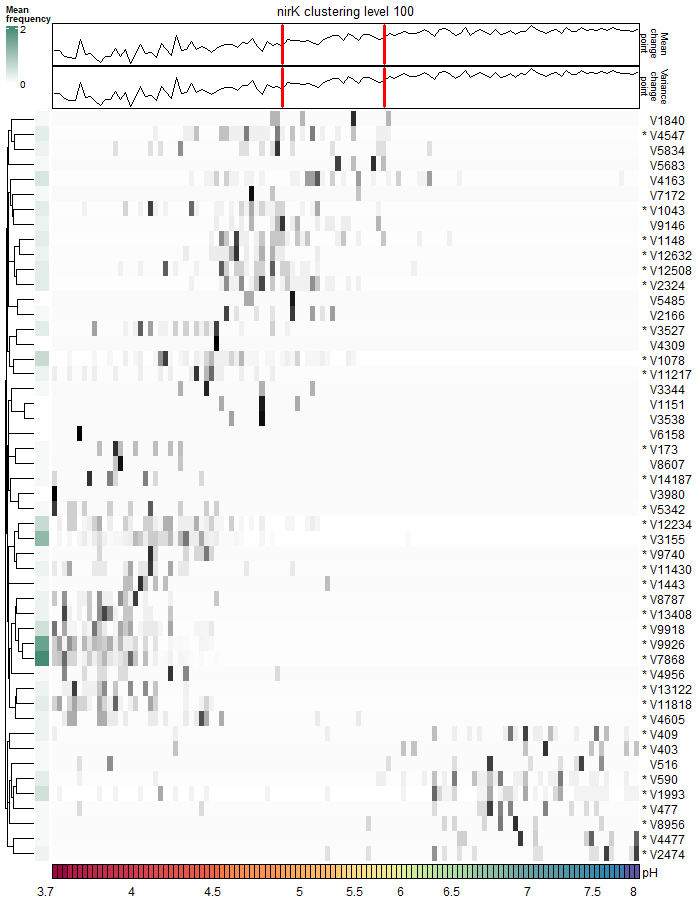 Mean
frequency
2
0
nirK clustering level 100
Mean
change
point
Variance
change
point
V1840
* V4547
V5834
V5683
V4163
V7172
* V1043
V9146
* V1148
* V12632
* V12508
* V2324
V5485
V2166
* V3527
V4309
* V1078
* V11217
V3344
V1151
V3538
V6158
* V173
V8607
* V14187
V3980
* V5342
* V12234
* V3155
* V9740
* V11430
* V1443
* V8787
* V13408
* V9918
* V9926
* V7868
* V4956
* V13122
* V11818
* V4605
* V409
* V403
V516
* V590
* V1993
* V477
* V8956
* V4477
* V2474
pH
3.7 4 4.5 5 5.5 6 6.5 7 7.5 8